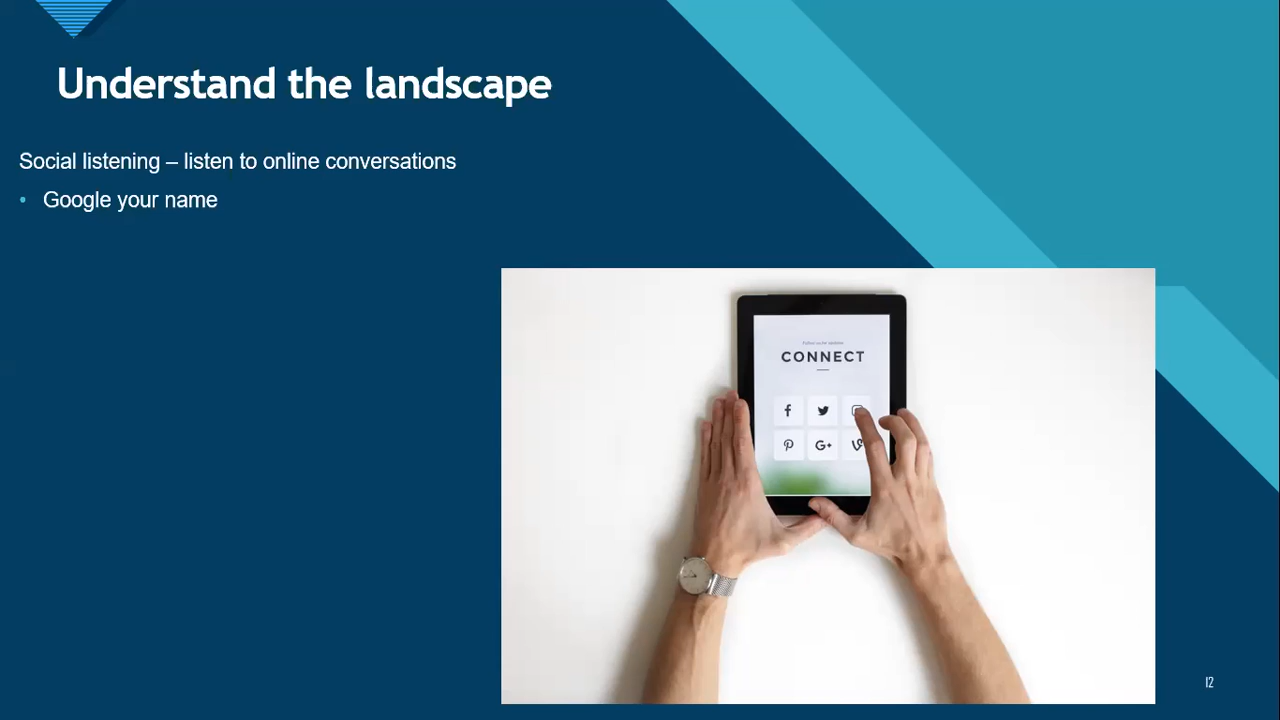 Understand the landscape
Social listening – listen to online conversations
• Google your name
CONNECT
12